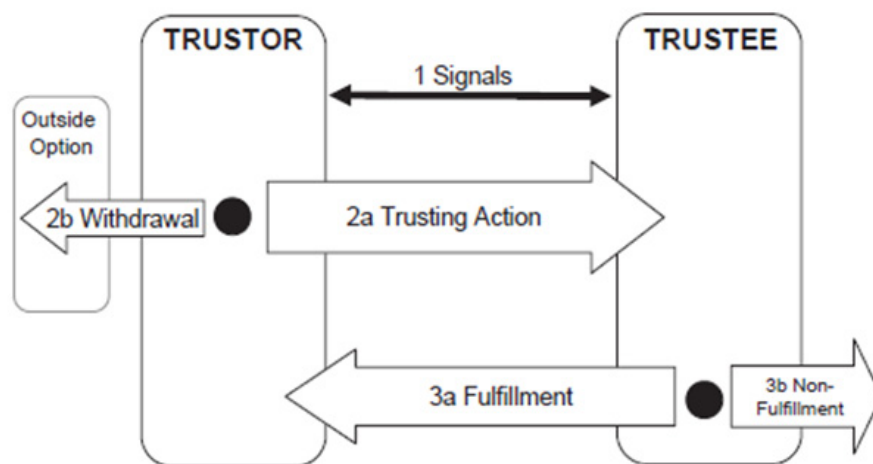 TRUSTOR
TRUSTEE
1 Signals
Outside
Option
2b Withdrawal
2a Trusting Action
3a Fulfillment
3b Non-
Fulfillment